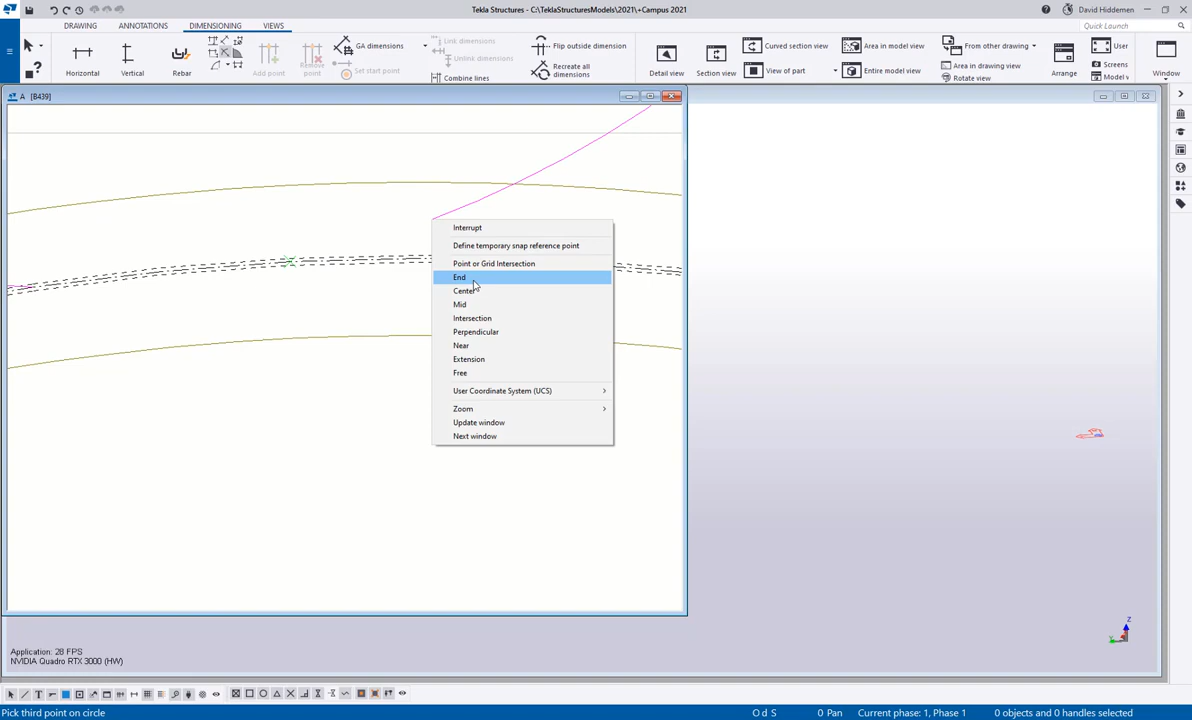 Tekla Structures - C:\TeklaStructuresModels\2021\+Campus 2021
David Hiddemen
DRAWING
ANNOTATIONS
DIMENSIONING
VIEWS
Quick Launch
Horizontal
Vertical
Rebar
Add point
Remove point
GA dimensions
Set start point
Link dimensions
Unlink dimensions
Combine lines
Flip outside dimension
Recreate all dimensions
Detail view
Section view
Curved section view
View of part
Area in model view
Entire model view
From other drawing
Area in drawing view
Rotate view
Arrange
User
Screens
Model v
Window
A [B439]
Interrupt
Define temporary snap reference point
Point or Grid Intersection
End
Center
Mid
Intersection
Perpendicular
Near
Extension
Free
User Coordinate System (UCS)
Zoom
Update window
Next window
Z
Application: 28 FPS
NVIDIA Quadro RTX 3000 (HW)
Pick third point on circle
O d S
0 Pan
Current phase: 1, Phase 1
0 objects and 0 handles selected